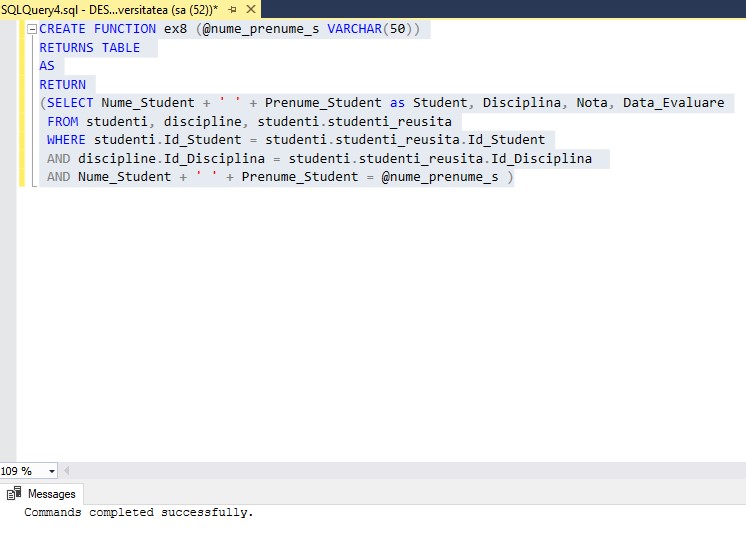 SQLQuery4.sql - DES...versitatea (sa (52))*
CREATE FUNCTION ex8 (@nume_prenume_s VARCHAR(50))
RETURNS TABLE
AS
RETURN
(SELECT Nume_Student + ' ' + Prenume_Student as Student, Disciplina, Nota, Data_Evaluare
FROM studenti, discipline, studenti.studenti_reusita
WHERE studenti.Id_Student = studenti.studenti_reusita.Id_Student
AND discipline.Id_Disciplina = studenti.studenti_reusita.Id_Disciplina
AND Nume_Student + ' ' + Prenume_Student = @nume_prenume_s )
109 %
Messages
Commands completed successfully.